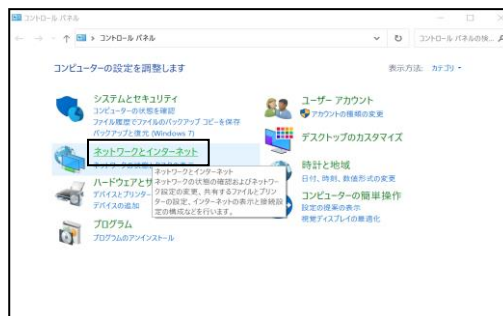 コントロール パネル
コントロール パネル
コントロール パネルの検...
コンピューターの設定を調整します
表示方法: カテゴリ
システムとセキュリティ
コンピューターの状態を確認
ファイル履歴でファイルのバックアップ コピーを保存
バックアップと復元 (Windows 7)
ネットワークとインターネット
ネットワークとインターネット
ネットワークの状態の確認およびネットワー
ク設定の変更、共有するファイルとプリン
ターの設定、インターネットの表示と接続設
定の構成などを行います。
ハードウェアとサ
デバイスとプリンター
デバイスの追加
プログラム
プログラムのアンインストール
ユーザー アカウント
アカウントの種類の変更
デスクトップのカスタマイズ
時計と地域
日付、時刻、数値形式の変更
コンピューターの簡単操作
設定の提案の表示
視覚ディスプレイの最適化